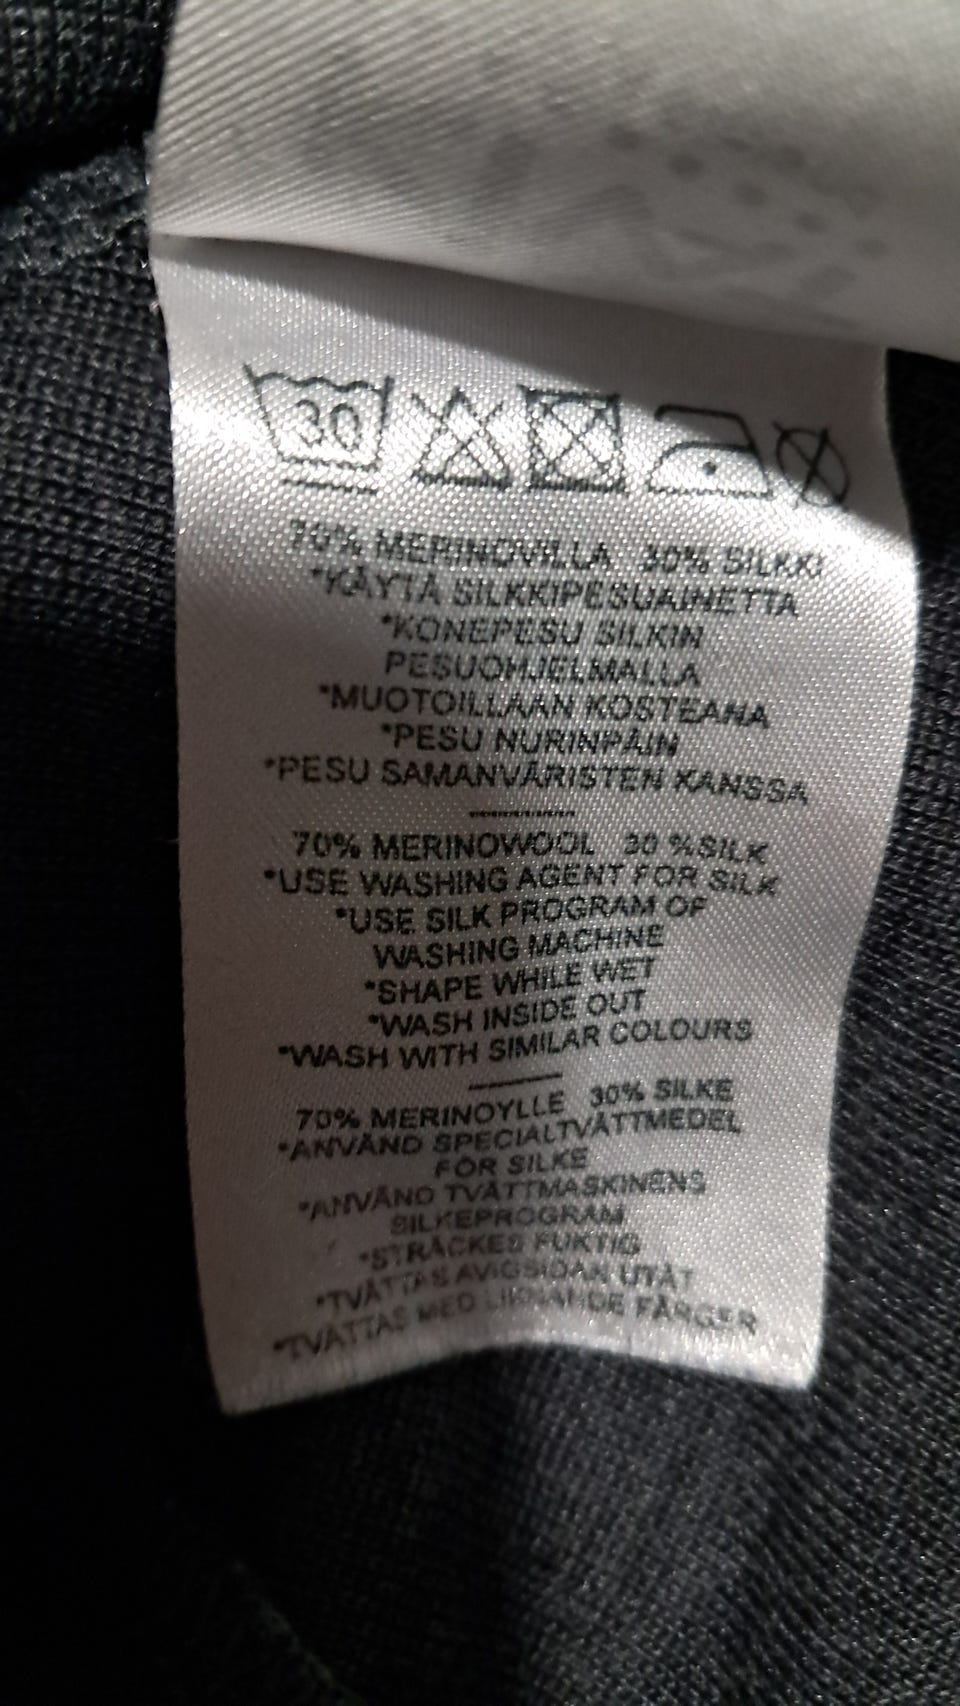 30
70% MERINOVILLA 30% SILKKI
*KÄYTÄ SILKKIPESUAINETTA
*KONEPESU SILKIN
PESUOHJELMALLA
*MUOTOILLAAN KOSTEANA
*PESU NURINPÄIN
*PESU SAMANVÄRISTEN KANSSA
70% MERINOWOOL 30 %SILK
*USE WASHING AGENT FOR SILK
*USE SILK PROGRAM OF
WASHING MACHINE
*SHAPE WHILE WET
*WASH INSIDE OUT
*WASH WITH SIMILAR COLOURS
70% MERINOYLLE 30% SILKE
*ANVÄND SPECIALTVÄTTMEDEL
FÖR SILKE
*ANVÄND TVÄTTMASKINENS
SILKEPROGRAM
*STRÄCKES FUKTIG
*TVÄTTAS AVIGSIDAN UTÅT
*TVÄTTAS MED LIKNANDE FÄRGER